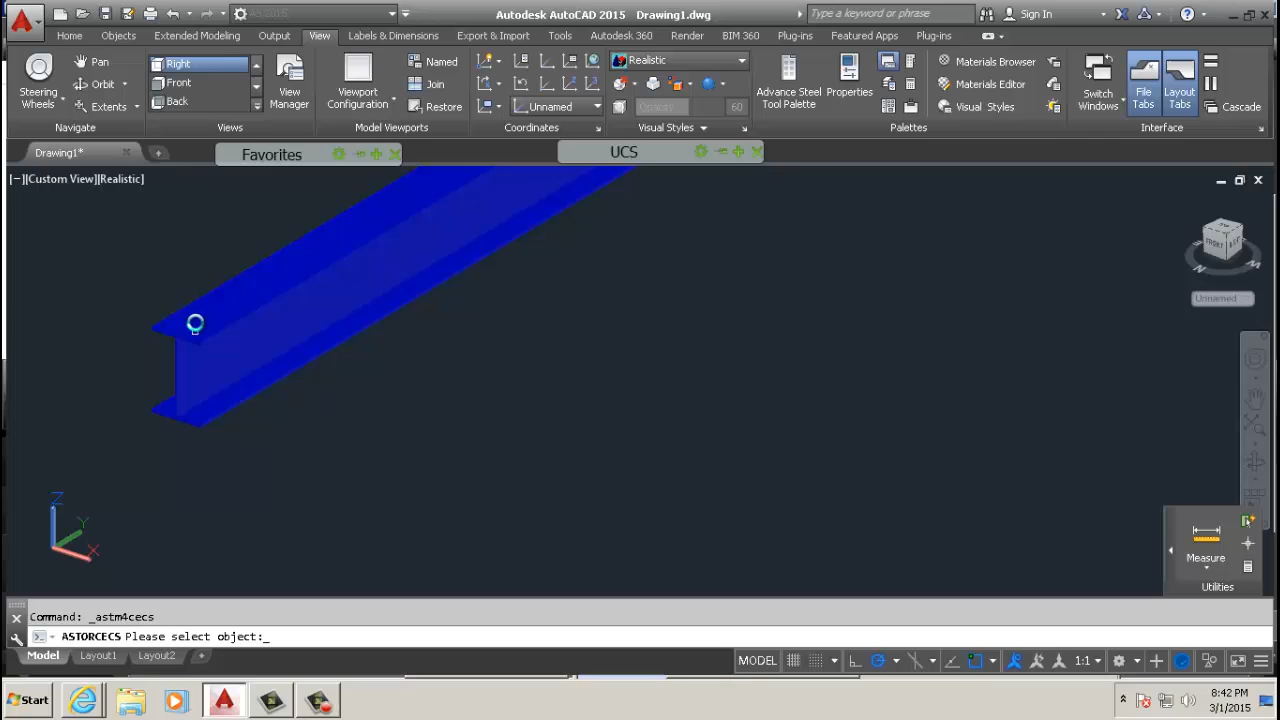 AS 2015
Autodesk AutoCAD 2015 Drawing1.dwg
Type a keyword or phrase
Sign In
Home Objects Extended Modeling Output View Labels & Dimensions Export & Import Tools Autodesk 360 Render BIM 360 Plug-ins Featured Apps Plug-ins
Steering
Wheels
Pan
Orbit
Extents
Navigate
Right
Front
Back
Views
View
Manager
Viewport
Configuration
Named
Join
Restore
Model Viewports
Unnamed
Coordinates
Realistic
Opacity 60
Visual Styles
Advance Steel
Tool Palette
Properties
Materials Browser
Materials Editor
Visual Styles
Palettes
Switch
Windows
File
Tabs
Layout
Tabs
Cascade
Interface
Drawing1*
Favorites
UCS
[−][Custom View][Realistic]
TOP
FRONT
Unnamed
Z
Y
X
Measure
Utilities
Command: _astm4cecs
ASTORCECS Please select object:_
Model Layout1 Layout2 +
MODEL
1:1
Start
8:42 PM
3/1/2015